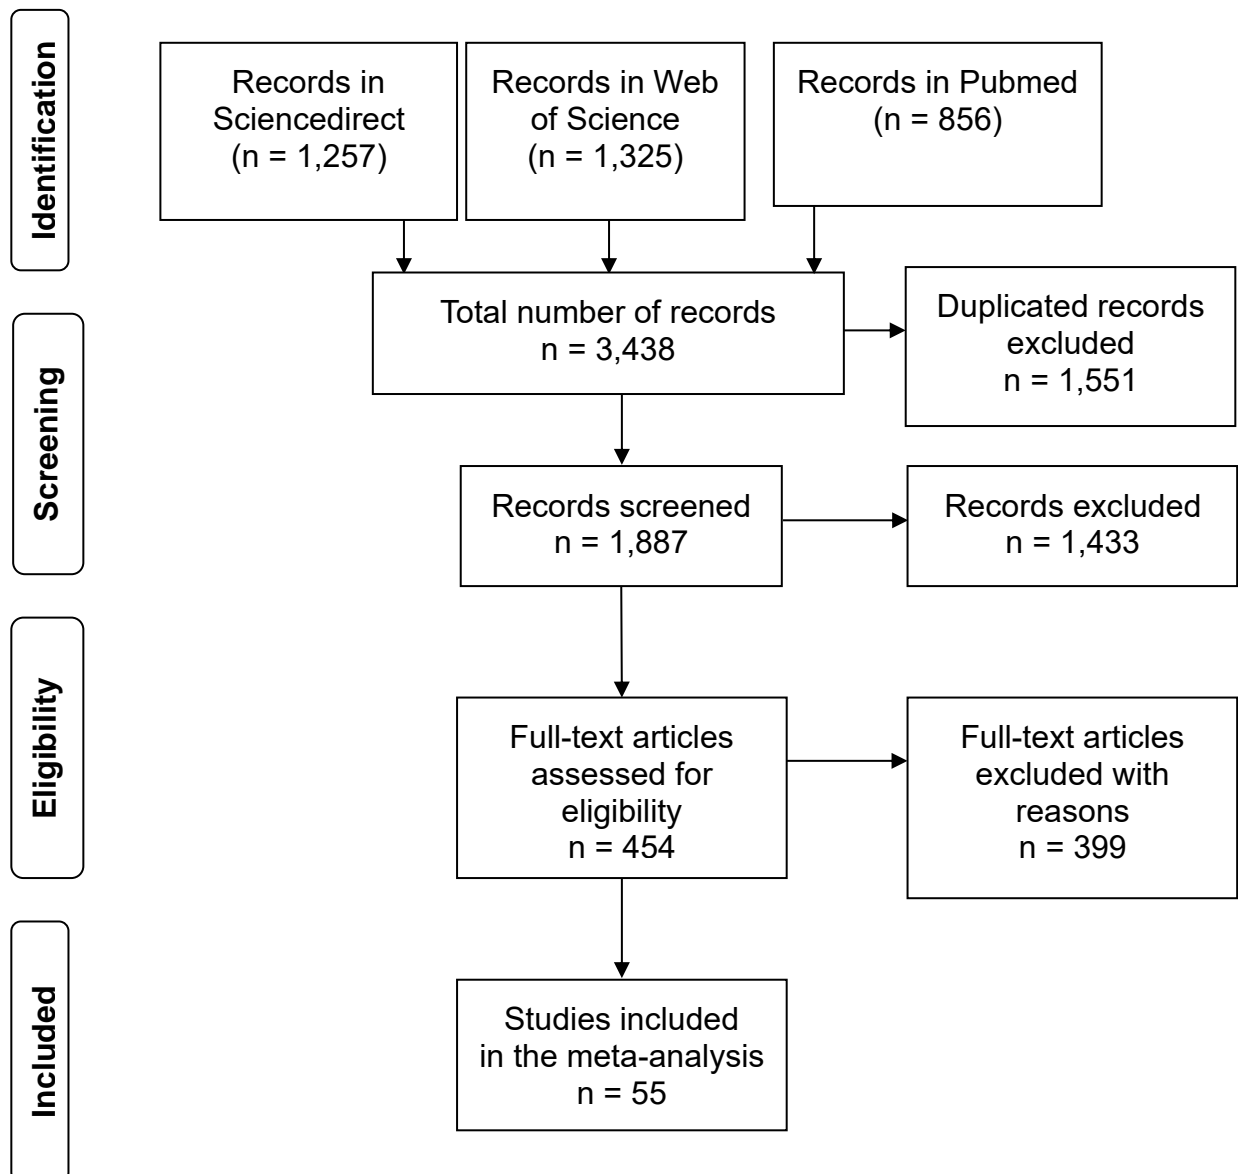 Identification
Records in
Sciencedirect
(n = 1,257)
Records in Web
of Science
(n = 1,325)
Records in Pubmed
(n = 856)
Total number of records
n = 3,438
Duplicated records
excluded
n = 1,551
Screening
Records screened
n = 1,887
Records excluded
n = 1,433
Eligibility
Full-text articles
assessed for
eligibility
n = 454
Full-text articles
excluded with
reasons
n = 399
Included
Studies included
in the meta-analysis
n = 55